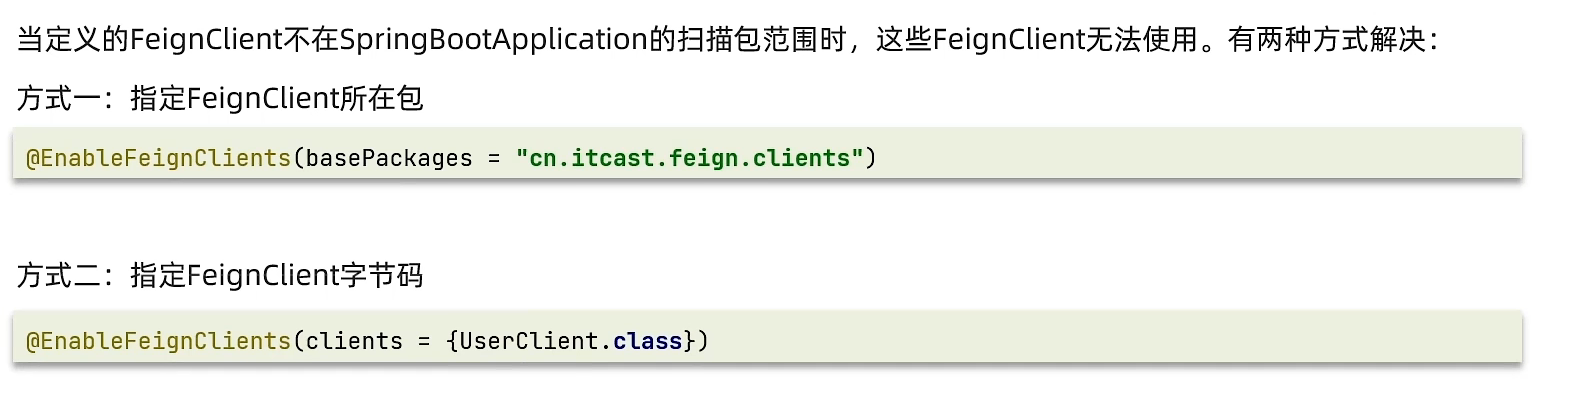 当定义的FeignClient不在SpringBootApplication的扫描包范围时，这些FeignClient无法使用。有两种方式解决：
方式一：指定FeignClient所在包
@EnableFeignClients(basePackages = "cn.itcast.feign.clients")
方式二：指定FeignClient字节码
@EnableFeignClients(clients = {UserClient.class})